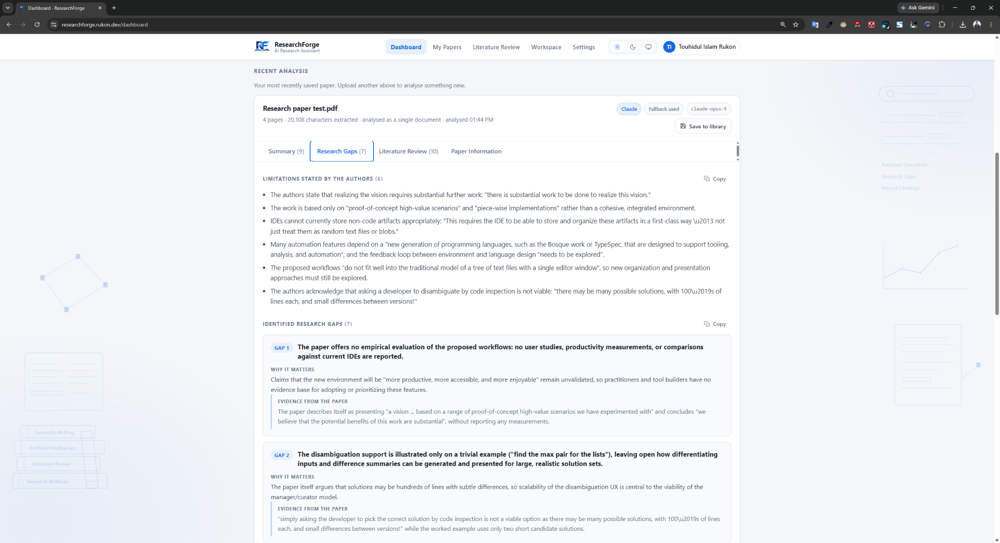 Dashboard · ResearchForge
Ask Gemini
researchforge.rukon.dev/dashboard
ResearchForge
AI Research Assistant
Dashboard My Papers Literature Review Workspace Settings TI Touhidul Islam Rukon
RECENT ANALYSIS
Your most recently saved paper. Upload another above to analyse something new.
Research paper test.pdf
Claude Fallback used claude-opus-5
4 pages · 20,108 characters extracted · analysed as a single document · analysed 01:44 PM
Save to library
Summary (9) Research Gaps (7) Literature Review (10) Paper Information
LIMITATIONS STATED BY THE AUTHORS (6) Copy
• The authors state that realizing the vision requires substantial further work: "there is substantial work to be done to realize this vision."
• The work is based only on "proof-of-concept high-value scenarios" and "piece-wise implementations" rather than a cohesive, integrated environment.
• IDEs cannot currently store non-code artifacts appropriately: "This requires the IDE to be able to store and organize these artifacts in a first-class way \u2013 not
just treat them as random text files or blobs."
• Many automation features depend on a "new generation of programming languages, such as the Bosque work or TypeSpec, that are designed to support tooling,
analysis, and automation", and the feedback loop between environment and language design "needs to be explored".
• The proposed workflows "do not fit well into the traditional model of a tree of text files with a single editor window", so new organization and presentation
approaches must still be explored.
• The authors acknowledge that asking a developer to disambiguate by code inspection is not viable: "there may be many possible solutions, with 100\u2019s of
lines each, and small differences between versions!"
IDENTIFIED RESEARCH GAPS (7) Copy
GAP 1 The paper offers no empirical evaluation of the proposed workflows: no user studies, productivity measurements, or comparisons
against current IDEs are reported.
WHY IT MATTERS
Claims that the new environment will be "more productive, more accessible, and more enjoyable" remain unvalidated, so practitioners and tool builders have no
evidence base for adopting or prioritizing these features.
EVIDENCE FROM THE PAPER
The paper describes itself as presenting "a vision ... based on a range of proof-of-concept high-value scenarios we have experimented with" and concludes "we
believe that the potential benefits of this work are substantial", without reporting any measurements.
GAP 2 The disambiguation support is illustrated only on a trivial example ("find the max pair for the lists"), leaving open how differentiating
inputs and difference summaries can be generated and presented for large, realistic solution sets.
WHY IT MATTERS
The paper itself argues that solutions may be hundreds of lines with subtle differences, so scalability of the disambiguation UX is central to the viability of the
manager/curator model.
EVIDENCE FROM THE PAPER
"simply asking the developer to pick the correct solution by code inspection is not a viable option as there may be many possible solutions, with 100\u2019s of lines
each, and small differences between versions!" while the worked example uses only two short candidate solutions.
Relevant Literature
Research Gaps
Recent Findings
Scientific Writing
Artificial Intelligence
Literature Review
Research Methods